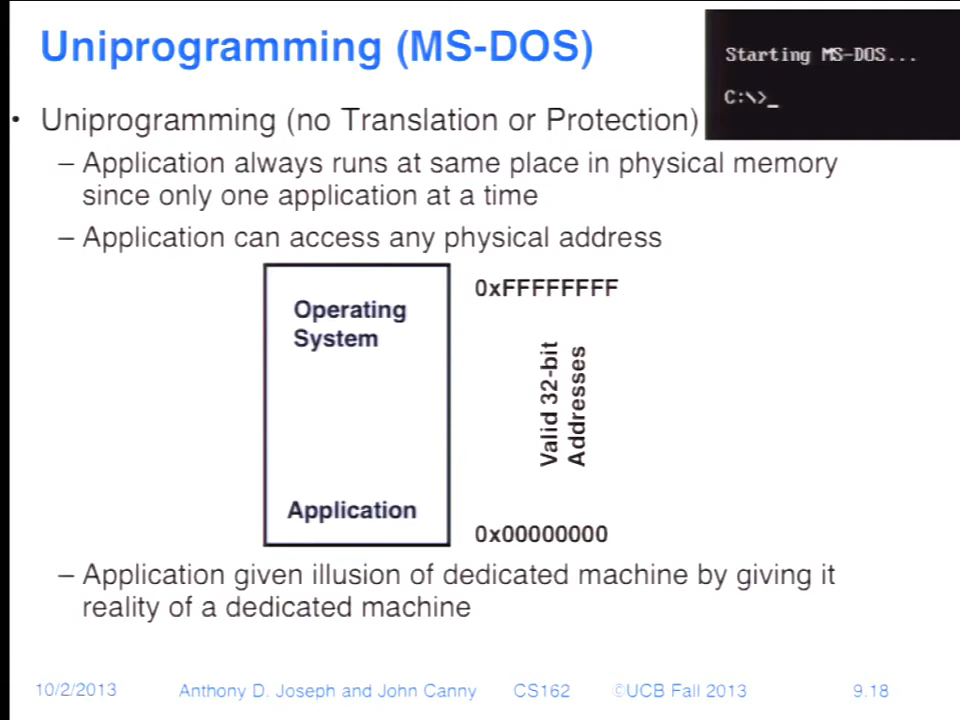 Uniprogramming (MS-DOS)
Starting MS-DOS...
C:\>_
• Uniprogramming (no Translation or Protection)
– Application always runs at same place in physical memory
since only one application at a time
– Application can access any physical address
Operating
System
Application
0xFFFFFFFF
Valid 32-bit
Addresses
0x00000000
– Application given illusion of dedicated machine by giving it
reality of a dedicated machine
10/2/2013 Anthony D. Joseph and John Canny CS162 ©UCB Fall 2013 9.18